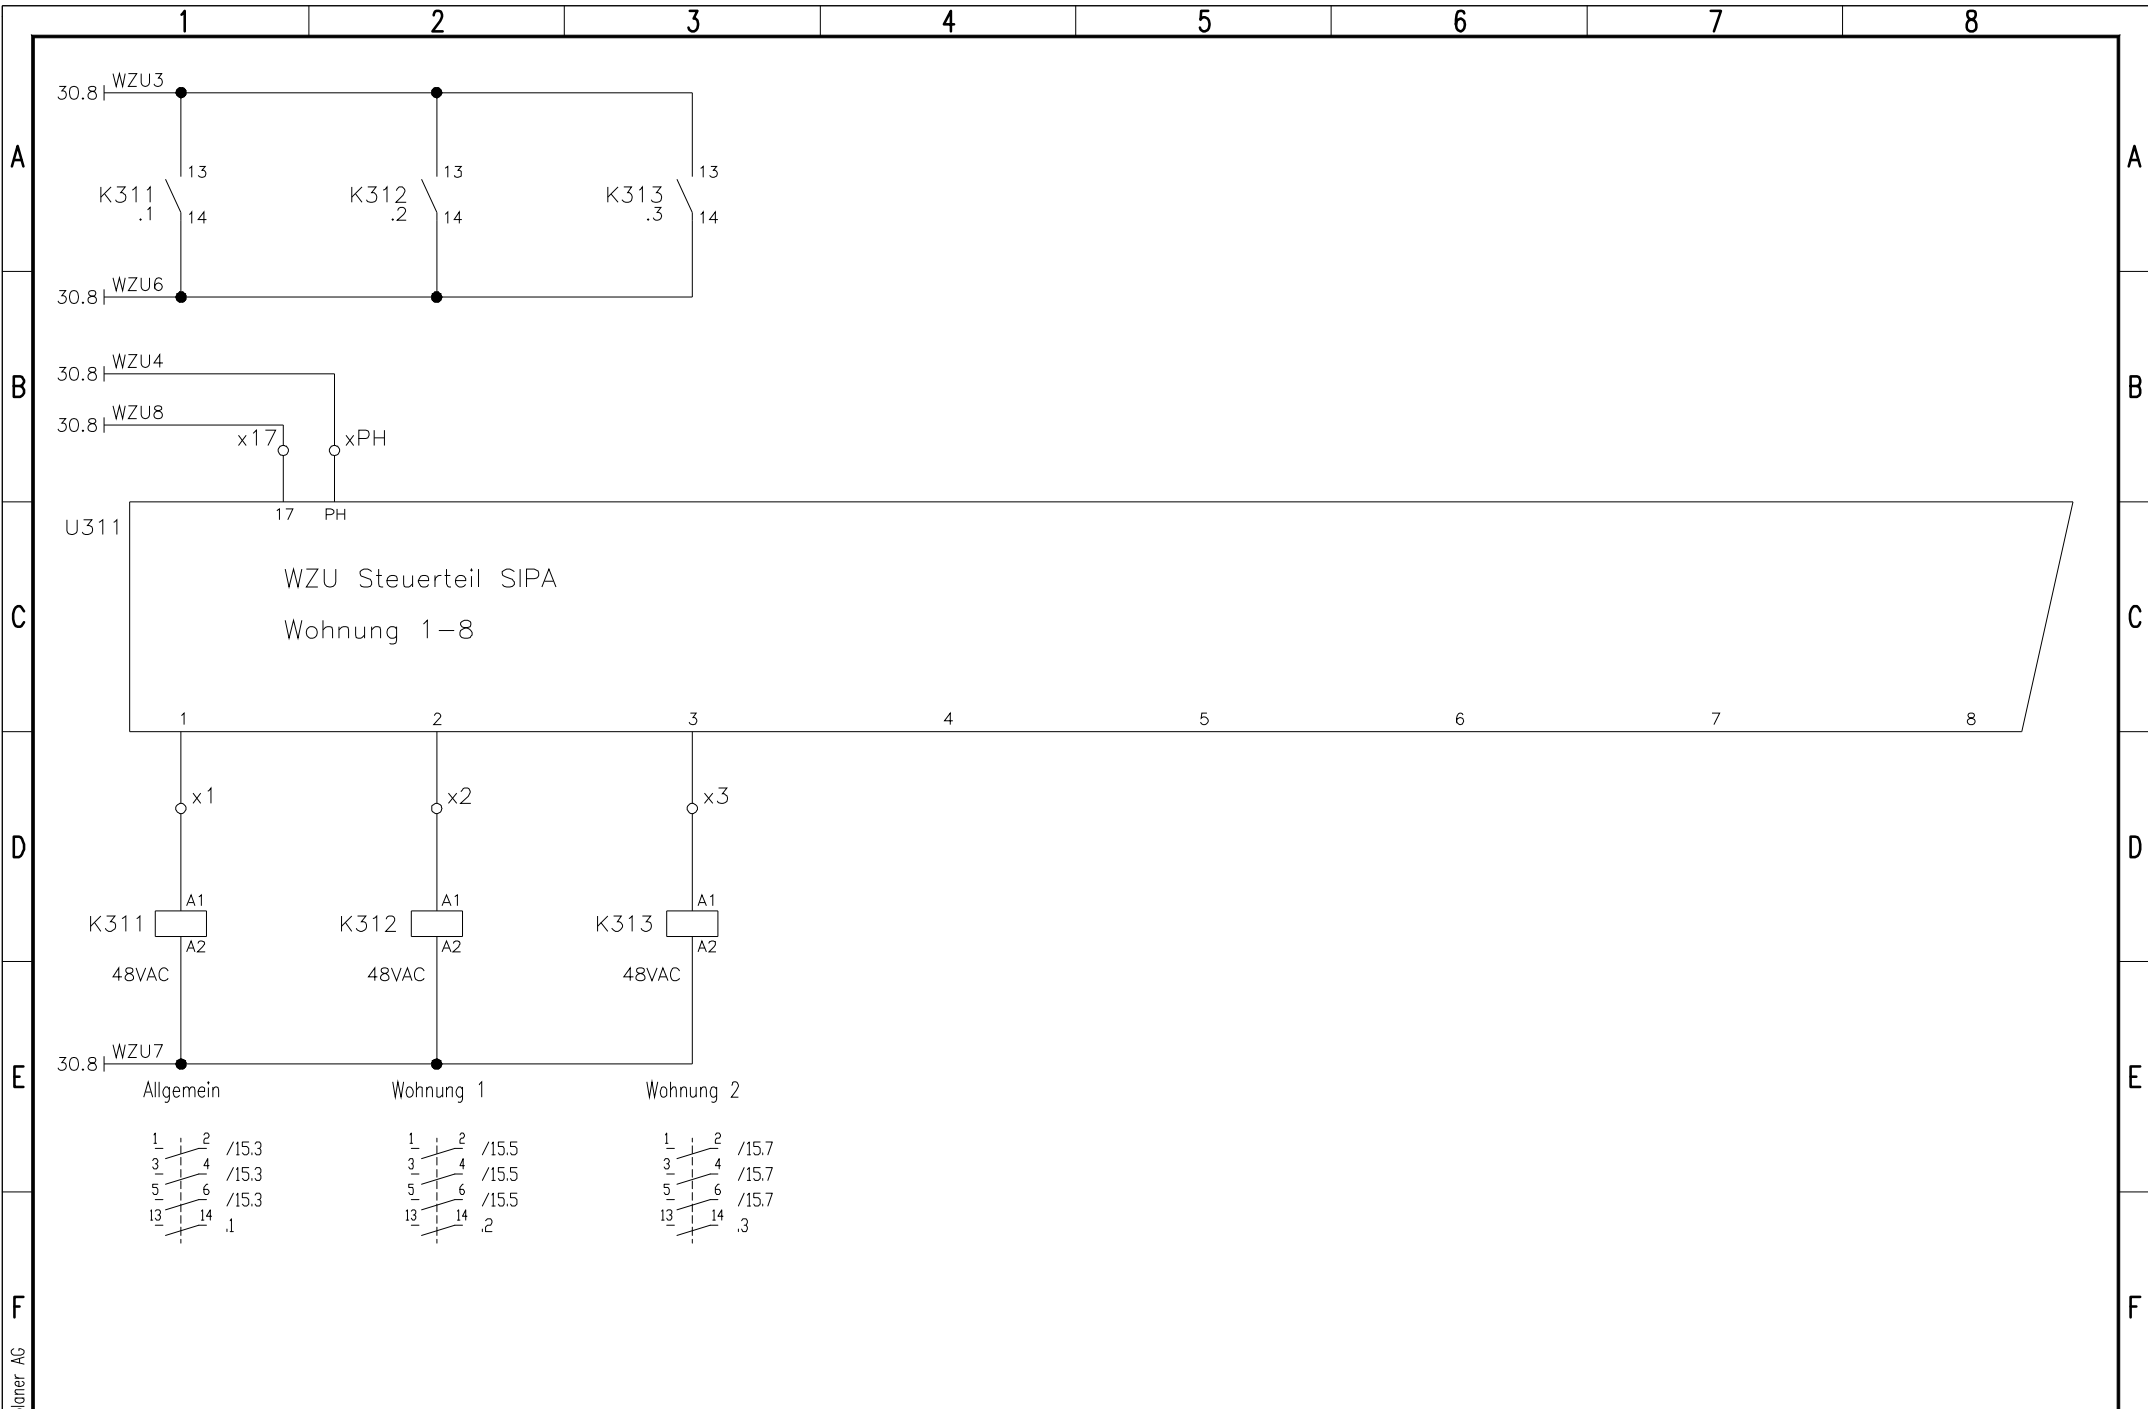 1 2 3 4 5 6 7 8
WZU3
30.8
A A
13 13 13
K311 K312 K313
.1 14 .2 14 .3 14
WZU6
30.8
WZU4
30.8
B B
WZU8
30.8
x17 xPH
17 PH
U311
WZU Steuerteil SIPA
C C
Wohnung 1-8
1 2 3 4 5 6 7 8
x1 x2 x3
D D
A1 A1 A1
K311 K312 K313
A2 A2 A2
48VAC 48VAC 48VAC
WZU7
30.8
E E
Allgemein Wohnung 1 Wohnung 2
1 2 /15.3 1 2 /15.5 1 2 /15.7
3 4 /15.3 3 4 /15.5 3 4 /15.7
5 6 /15.3 5 6 /15.5 5 6 /15.7
13 14 .1 13 14 .2 13 14 .3
F F
AG